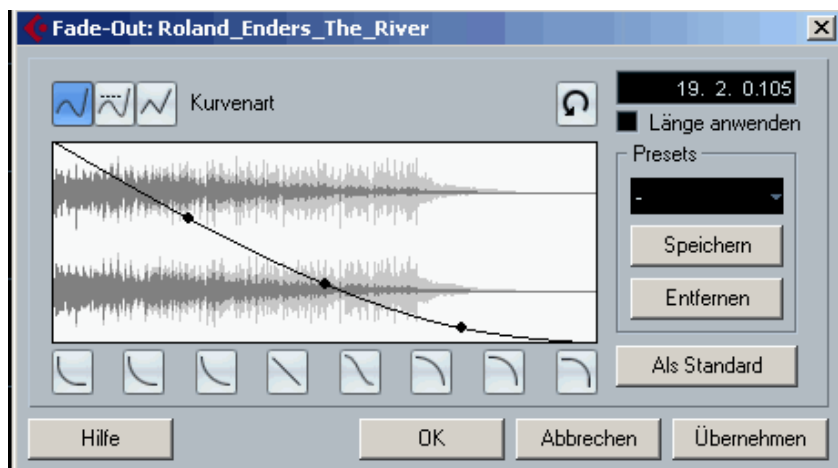 Fade-Out: Roland_Enders_The_River
Kurvenart
19. 2. 0.105
Länge anwenden
Presets
-
Speichern
Entfernen
Als Standard
Hilfe
OK
Abbrechen
Übernehmen